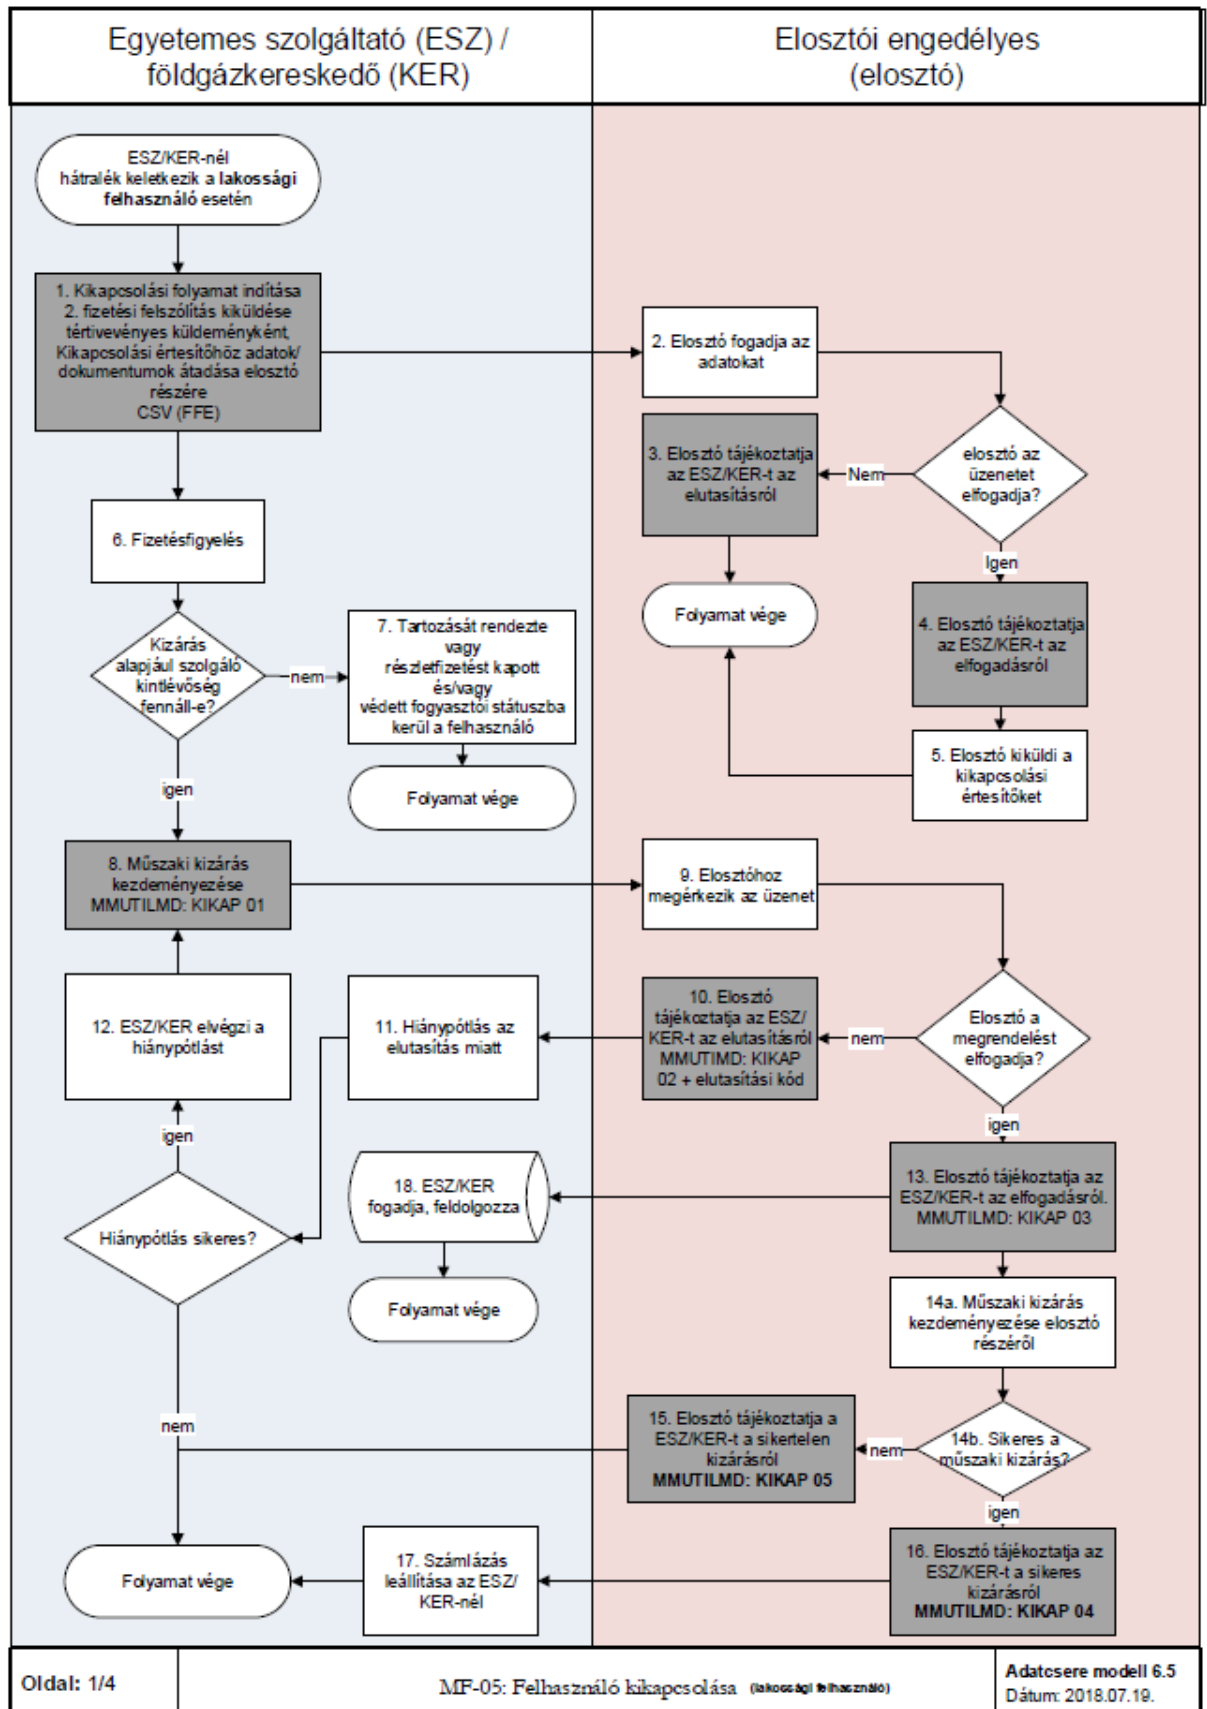 Egyetemes szolgáltató (ESZ) /
földgázkereskedő (KER)
Elosztói engedélyes
(elosztó)
ESZ/KER-nél
hátralék keletkezik a lakossági
felhasználó esetén
1. Kikapcsolási folyamat indítása
2. fizetési felszólítás kiküldése
tértivevényes küldeményként,
Kikapcsolási értesítőhöz adatok/
dokumentumok átadása elosztó
részére
CSV (FFE)
2. Elosztó fogadja az
adatokat
elosztó az
üzenetet
elfogadja?
Nem
3. Elosztó tájékoztatja
az ESZ/KER-t az
elutasításról
Igen
Folyamat vége
4. Elosztó tájékoztatja
az ESZ/KER-t az
elfogadásról
5. Elosztó kiküldi a
kikapcsolási
értesítőket
6. Fizetésfigyelés
Kizárás
alapjául szolgáló
kintlévőség
fennáll-e?
nem
7. Tartozását rendezte
vagy
részletfizetést kapott
és/vagy
védett fogyasztói státuszba
kerül a felhasználó
Folyamat vége
igen
8. Műszaki kizárás
kezdeményezése
MMUTILMD: KIKAP 01
9. Elosztóhoz
megérkezik az üzenet
Elosztó a
megrendelést
elfogadja?
nem
10. Elosztó
tájékoztatja az ESZ/
KER-t az elutasításról
MMUTIMD: KIKAP
02 + elutasítási kód
11. Hiánypótlás az
elutasítás miatt
12. ESZ/KER elvégzi a
hiánypótlást
igen
Hiánypótlás sikeres?
igen
13. Elosztó tájékoztatja az
ESZ/KER-t az elfogadásról.
MMUTILMD: KIKAP 03
18. ESZ/KER
fogadja, feldolgozza
Folyamat vége
14a. Műszaki kizárás
kezdeményezése elosztó
részéről
14b. Sikeres a
műszaki kizárás?
nem
15. Elosztó tájékoztatja a
ESZ/KER-t a sikertelen
kizárásról
MMUTILMD: KIKAP 05
nem
igen
16. Elosztó tájékoztatja az
ESZ/KER-t a sikeres
kizárásról
MMUTILMD: KIKAP 04
17. Számlázás
leállítása az ESZ/
KER-nél
Folyamat vége
Oldal: 1/4
MF-05: Felhasználó kikapcsolása (lakossági felhasználó)
Adatcsere modell 6.5
Dátum: 2018.07.19.